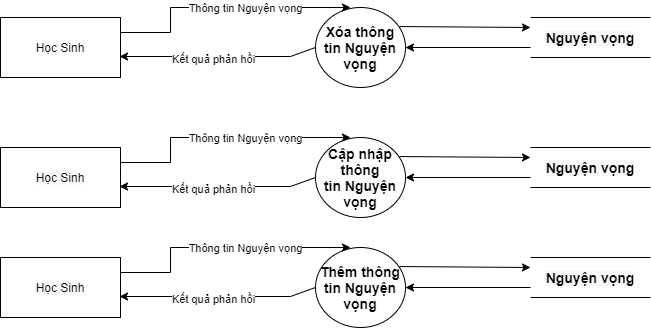 Thông tin Nguyện vọng
Học Sinh
Kết quả phản hồi
Xóa thông
tin Nguyện
vọng
Nguyện vọng
Thông tin Nguyện vọng
Học Sinh
Kết quả phản hồi
Cập nhập
thông
tin Nguyện
vọng
Nguyện vọng
Thông tin Nguyện vọng
Học Sinh
Kết quả phản hồi
Thêm thông
tin Nguyện
vọng
Nguyện vọng